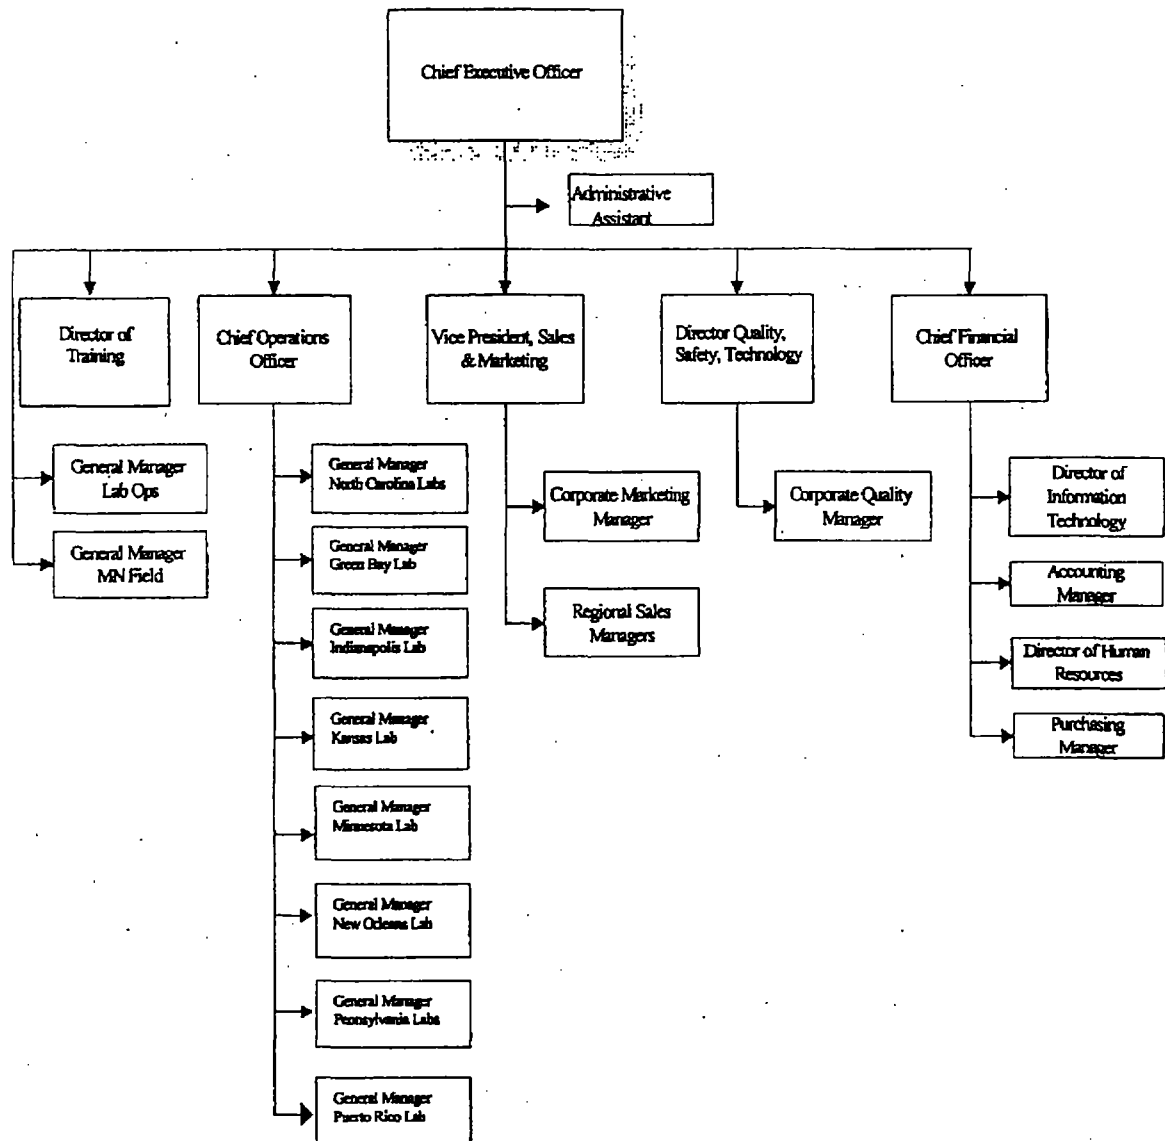 Chief Executive Officer
Administrative
Assistant
Director of
Training
Chief Operations
Officer
Vice President, Sales
& Marketing
Director Quality,
Safety, Technology
Chief Financial
Officer
General Manager
Lab Ops
General Manager
MN Field
General Manager
North Carolina Labs
General Manager
Green Bay Lab
General Manager
Indianapolis Lab
General Manager
Kansas Lab
General Manager
Minnesota Lab
General Manager
New Orleans Lab
General Manager
Pennsylvania Labs
General Manager
Puerto Rico Lab
Corporate Marketing
Manager
Regional Sales
Managers
Corporate Quality
Manager
Director of
Information
Technology
Accounting
Manager
Director of Human
Resources
Purchasing
Manager